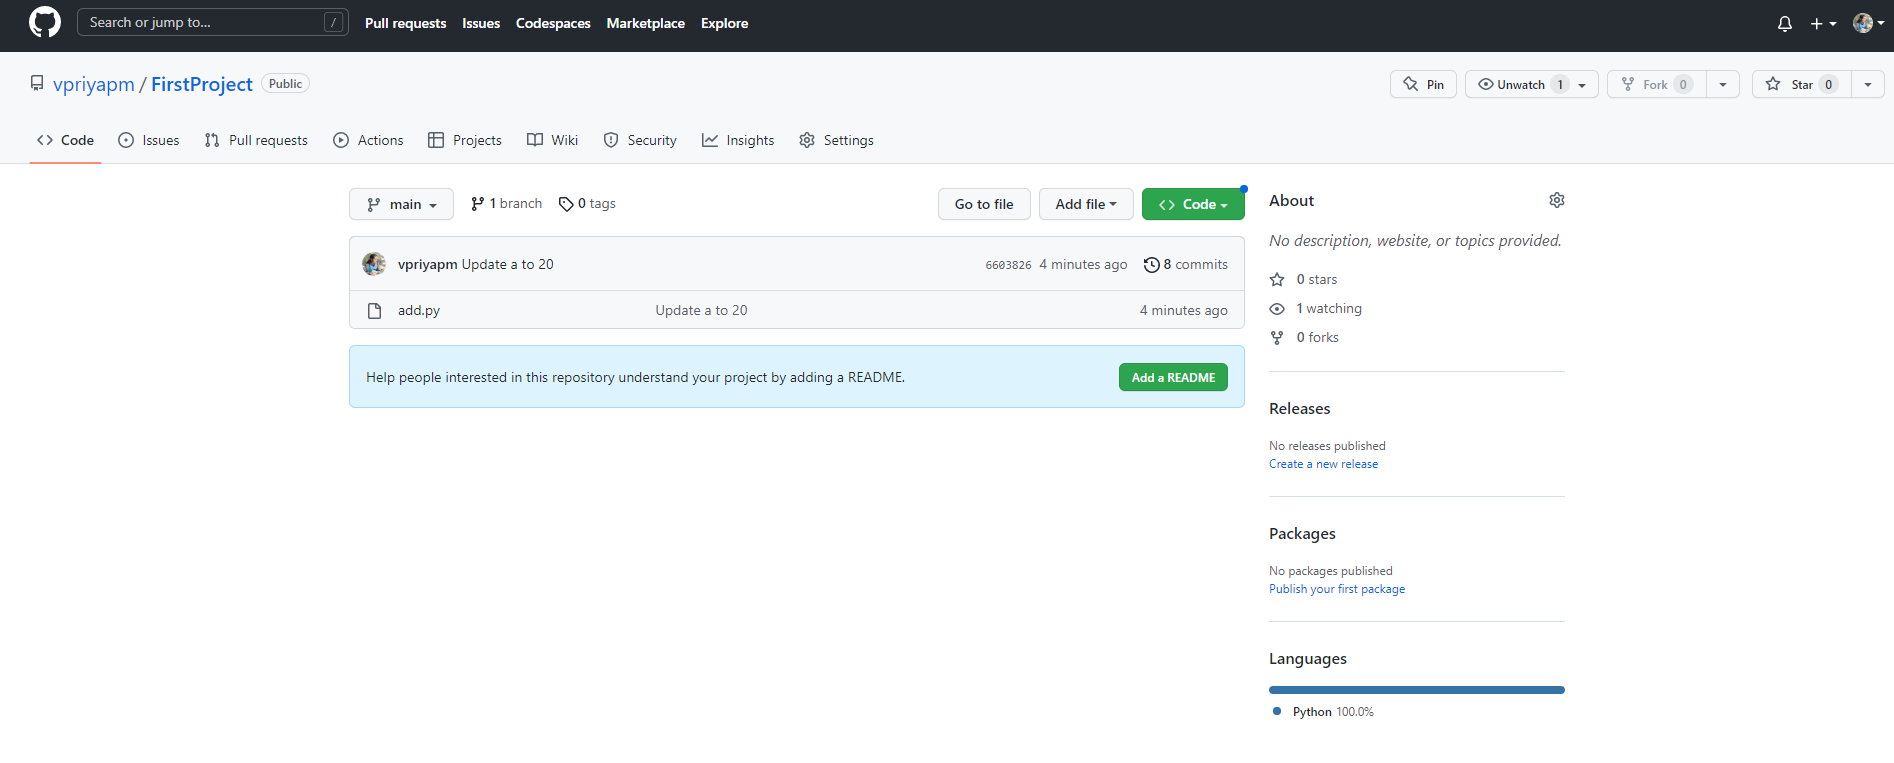 Search or jump to... /
Pull requests Issues Codespaces Marketplace Explore
vpriyapm / FirstProject Public
Pin Unwatch 1 Fork 0 Star 0
Code Issues Pull requests Actions Projects Wiki Security Insights Settings
main 1 branch 0 tags Go to file Add file Code
vpriyapm Update a to 20 6603826 4 minutes ago 8 commits
add.py Update a to 20 4 minutes ago
Help people interested in this repository understand your project by adding a README. Add a README
About
No description, website, or topics provided.
0 stars
1 watching
0 forks
Releases
No releases published
Create a new release
Packages
No packages published
Publish your first package
Languages
Python 100.0%